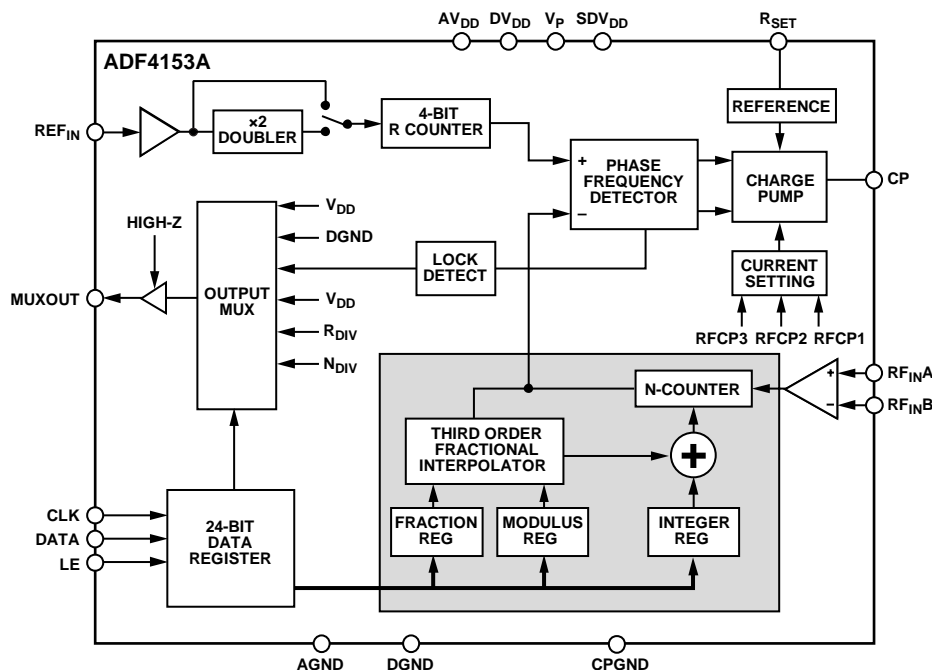 AVDD DVDD VP SDVDD RSET
ADF4153A
REFIN
×2
DOUBLER
4-BIT
R COUNTER
REFERENCE
+
−
PHASE
FREQUENCY
DETECTOR
CHARGE
PUMP
CP
HIGH-Z
MUXOUT
OUTPUT
MUX
VDD
DGND
LOCK
DETECT
VDD
RDIV
NDIV
CURRENT
SETTING
RFCP3 RFCP2 RFCP1
N-COUNTER
+
−
RFINA
RFINB
THIRD ORDER
FRACTIONAL
INTERPOLATOR
+
FRACTION
REG
MODULUS
REG
INTEGER
REG
CLK
DATA
LE
24-BIT
DATA
REGISTER
AGND DGND CPGND